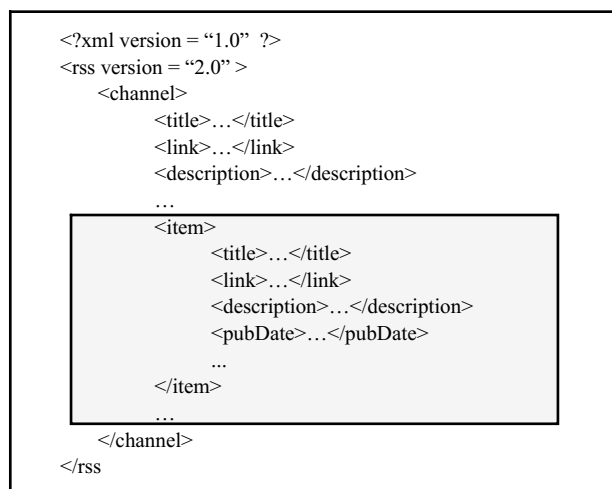 <?xml version = “1.0”  ?>
<rss version = “2.0” >
<channel>
<title>…</title>
<link>…</link>
<description>…</description>
…
<item>
<title>…</title>
<link>…</link>
<description>…</description>
<pubDate>…</pubDate>
...
</item>
…
</channel>
</rss